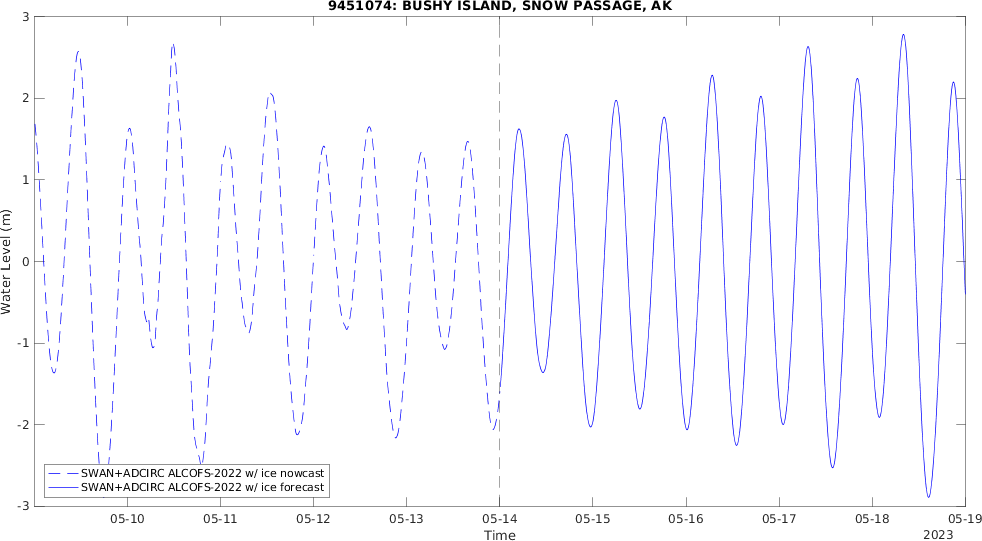 9451074: BUSHY ISLAND, SNOW PASSAGE, AK
3
2
1
0
-1
-2
-3
Water Level (m)
SWAN+ADCIRC ALCOFS-2022 w/ ice nowcast
SWAN+ADCIRC ALCOFS-2022 w/ ice forecast
05-10 05-11 05-12 05-13 05-14 05-15 05-16 05-17 05-18 05-19
Time
2023